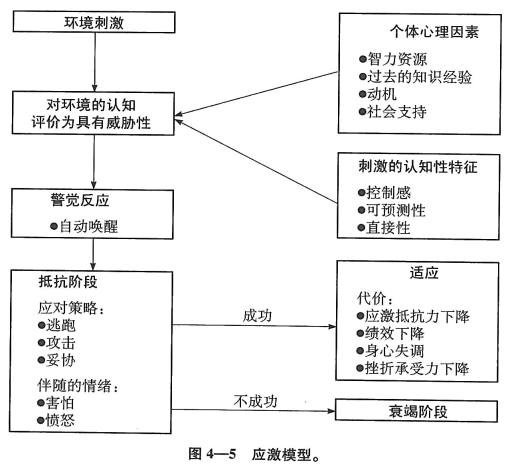 环境刺激
对环境的认知
评价为具有威胁性
警觉反应
●自动唤醒
抵抗阶段
应对策略：
●逃跑
●攻击
●妥协
伴随的情绪：
●害怕
●愤怒
个体心理因素
●智力资源
●过去的知识经验
●动机
●社会支持
刺激的认知性特征
●控制感
●可预测性
●直接性
成功
适应
代价：
●应激抵抗力下降
●绩效下降
●身心失调
●挫折承受力下降
不成功
衰竭阶段
图4—5 应激模型。